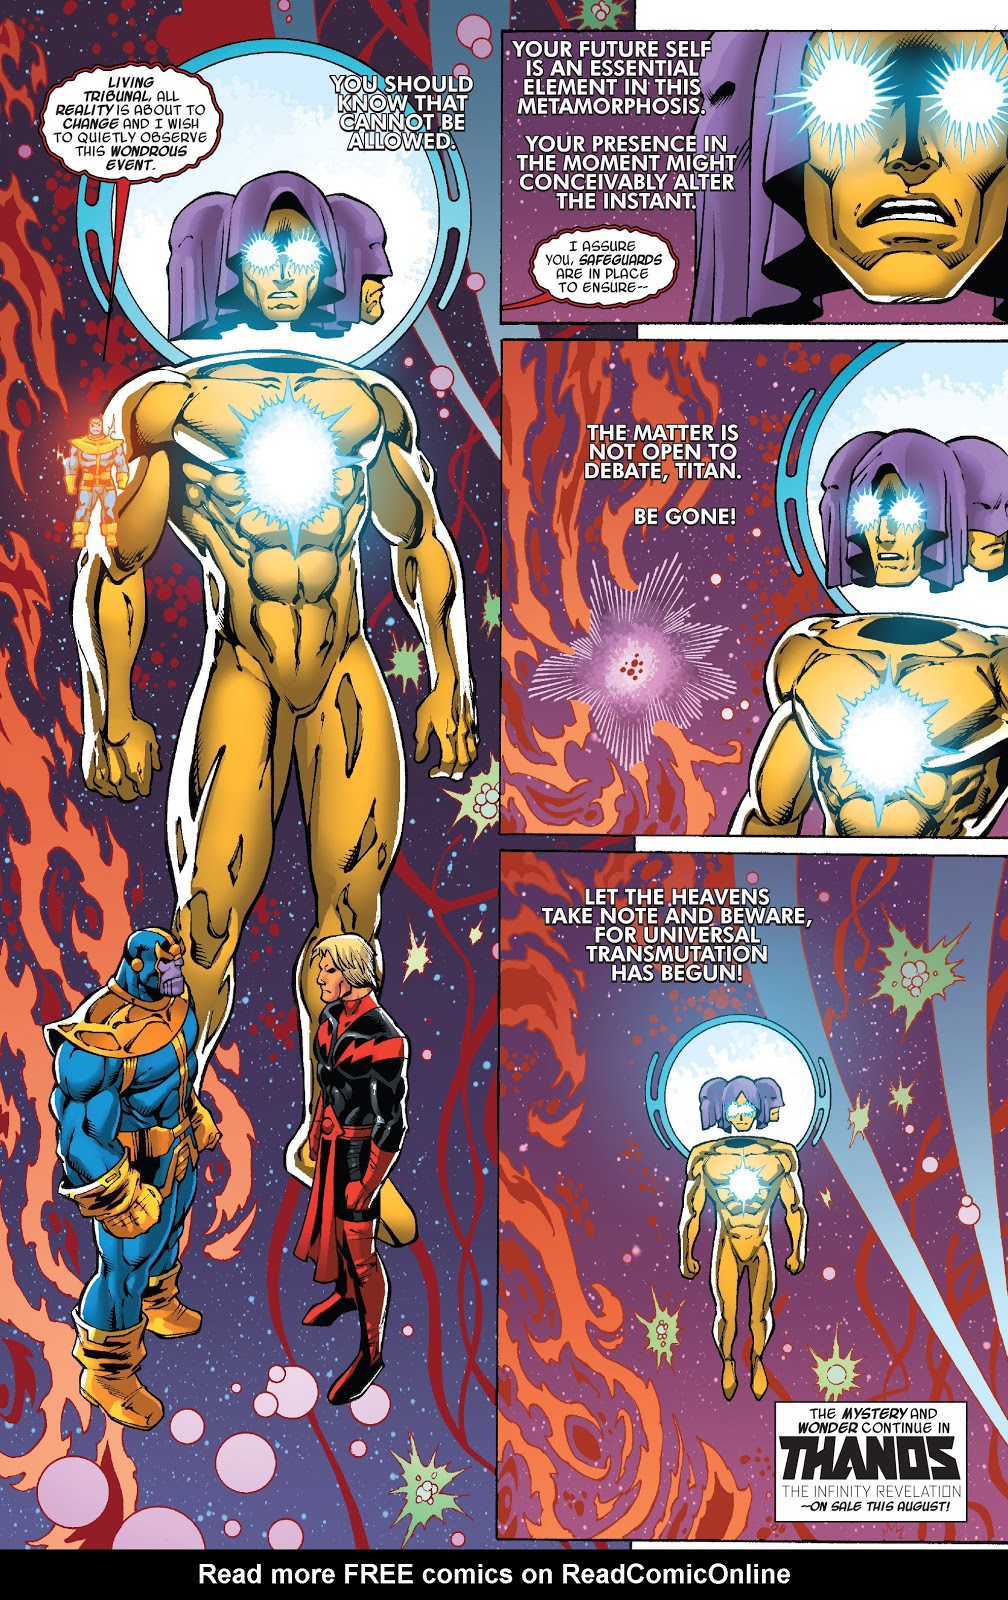 LIVING
TRIBUNAL, ALL
REALITY IS ABOUT TO
CHANGE AND I WISH
TO QUIETLY OBSERVE
THIS WONDROUS
EVENT.
YOU SHOULD
KNOW THAT
CANNOT BE
ALLOWED.
YOUR FUTURE SELF
IS AN ESSENTIAL
ELEMENT IN THIS
METAMORPHOSIS.
YOUR PRESENCE IN
THE MOMENT MIGHT
CONCEIVABLY ALTER
THE INSTANT.
I ASSURE
YOU, SAFEGUARDS
ARE IN PLACE
TO ENSURE--
THE MATTER IS
NOT OPEN TO
DEBATE, TITAN.
BE GONE!
LET THE HEAVENS
TAKE NOTE AND BEWARE,
FOR UNIVERSAL
TRANSMUTATION
HAS BEGUN!
THE MYSTERY AND
WONDER CONTINUE IN
THANOS
THE INFINITY REVELATION
--ON SALE THIS AUGUST!
Read more FREE comics on ReadComicOnline